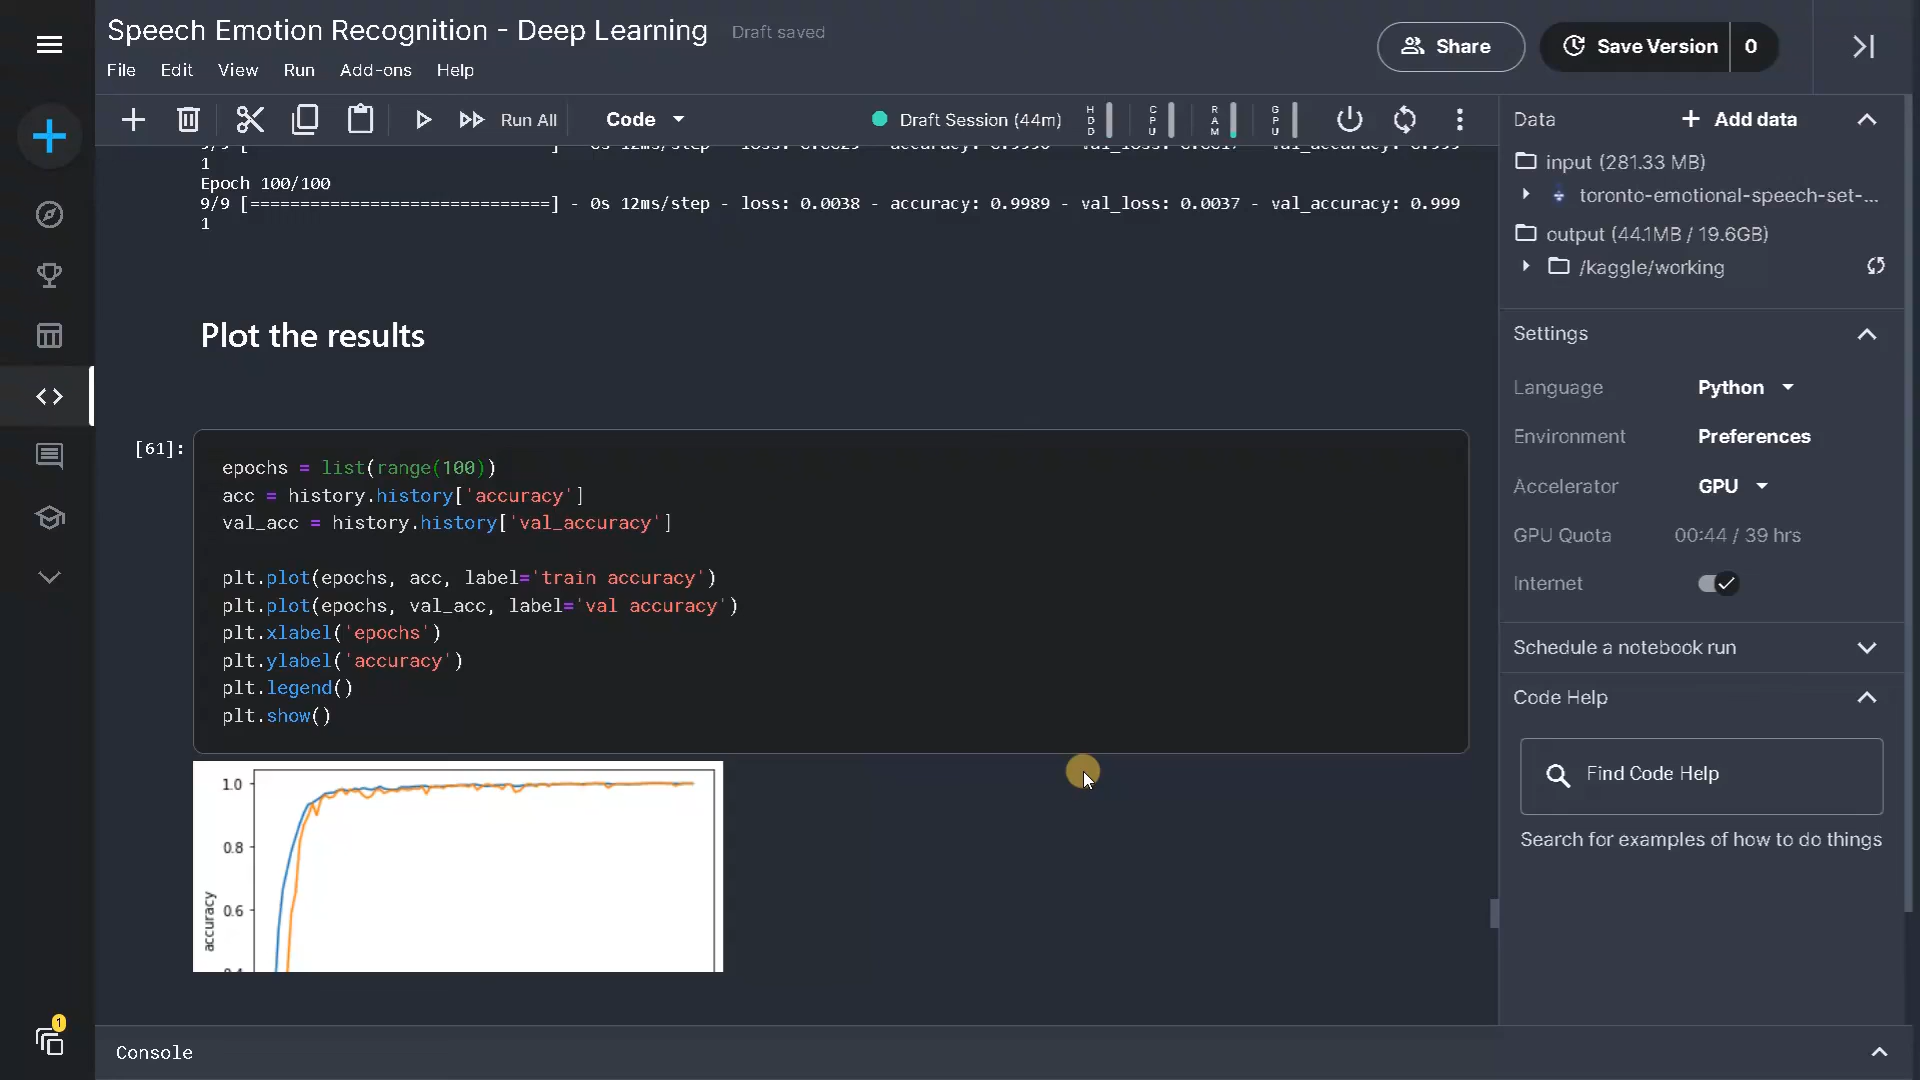 Speech Emotion Recognition - Deep Learning Draft saved
File Edit View Run Add-ons Help
Share
Save Version 0
Run All
Code
Draft Session (44m)
HDD
CPU
RAM
GPU
1
Epoch 100/100
9/9 [==============================] - 0s 12ms/step - loss: 0.0038 - accuracy: 0.9989 - val_loss: 0.0037 - val_accuracy: 0.999
1
Plot the results
[61]:
epochs = list(range(100))
acc = history.history['accuracy']
val_acc = history.history['val_accuracy']
plt.plot(epochs, acc, label='train accuracy')
plt.plot(epochs, val_acc, label='val accuracy')
plt.xlabel('epochs')
plt.ylabel('accuracy')
plt.legend()
plt.show()
1.0
0.8
0.6
accuracy
Data
Add data
input (281.33 MB)
toronto-emotional-speech-set-...
output (44.1MB / 19.6GB)
/kaggle/working
Settings
Language Python
Environment Preferences
Accelerator GPU
GPU Quota 00:44 / 39 hrs
Internet
Schedule a notebook run
Code Help
Find Code Help
Search for examples of how to do things
1
Console